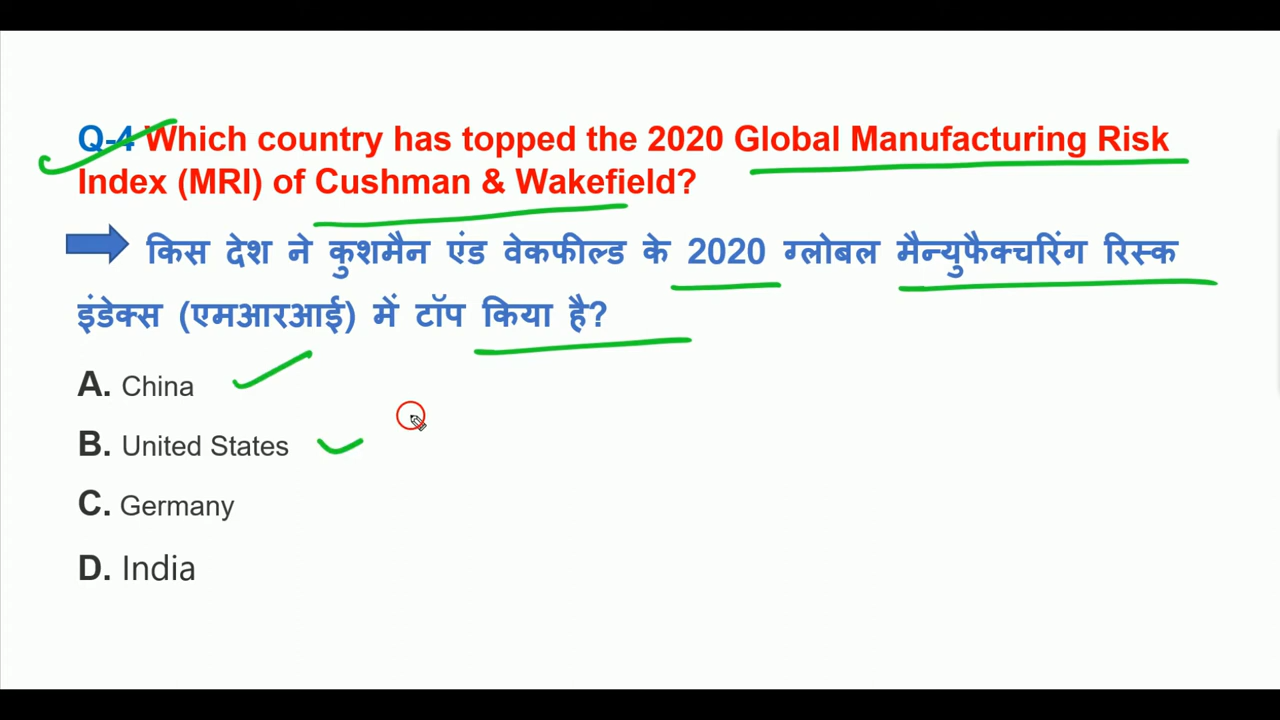 Q-4 Which country has topped the 2020 Global Manufacturing Risk
Index (MRI) of Cushman & Wakefield?
किस देश ने कुशमैन एंड वेकफील्ड के 2020 ग्लोबल मैन्युफैक्चरिंग रिस्क
इंडेक्स (एमआरआई) में टॉप किया है?
A. China
B. United States
C. Germany
D. India